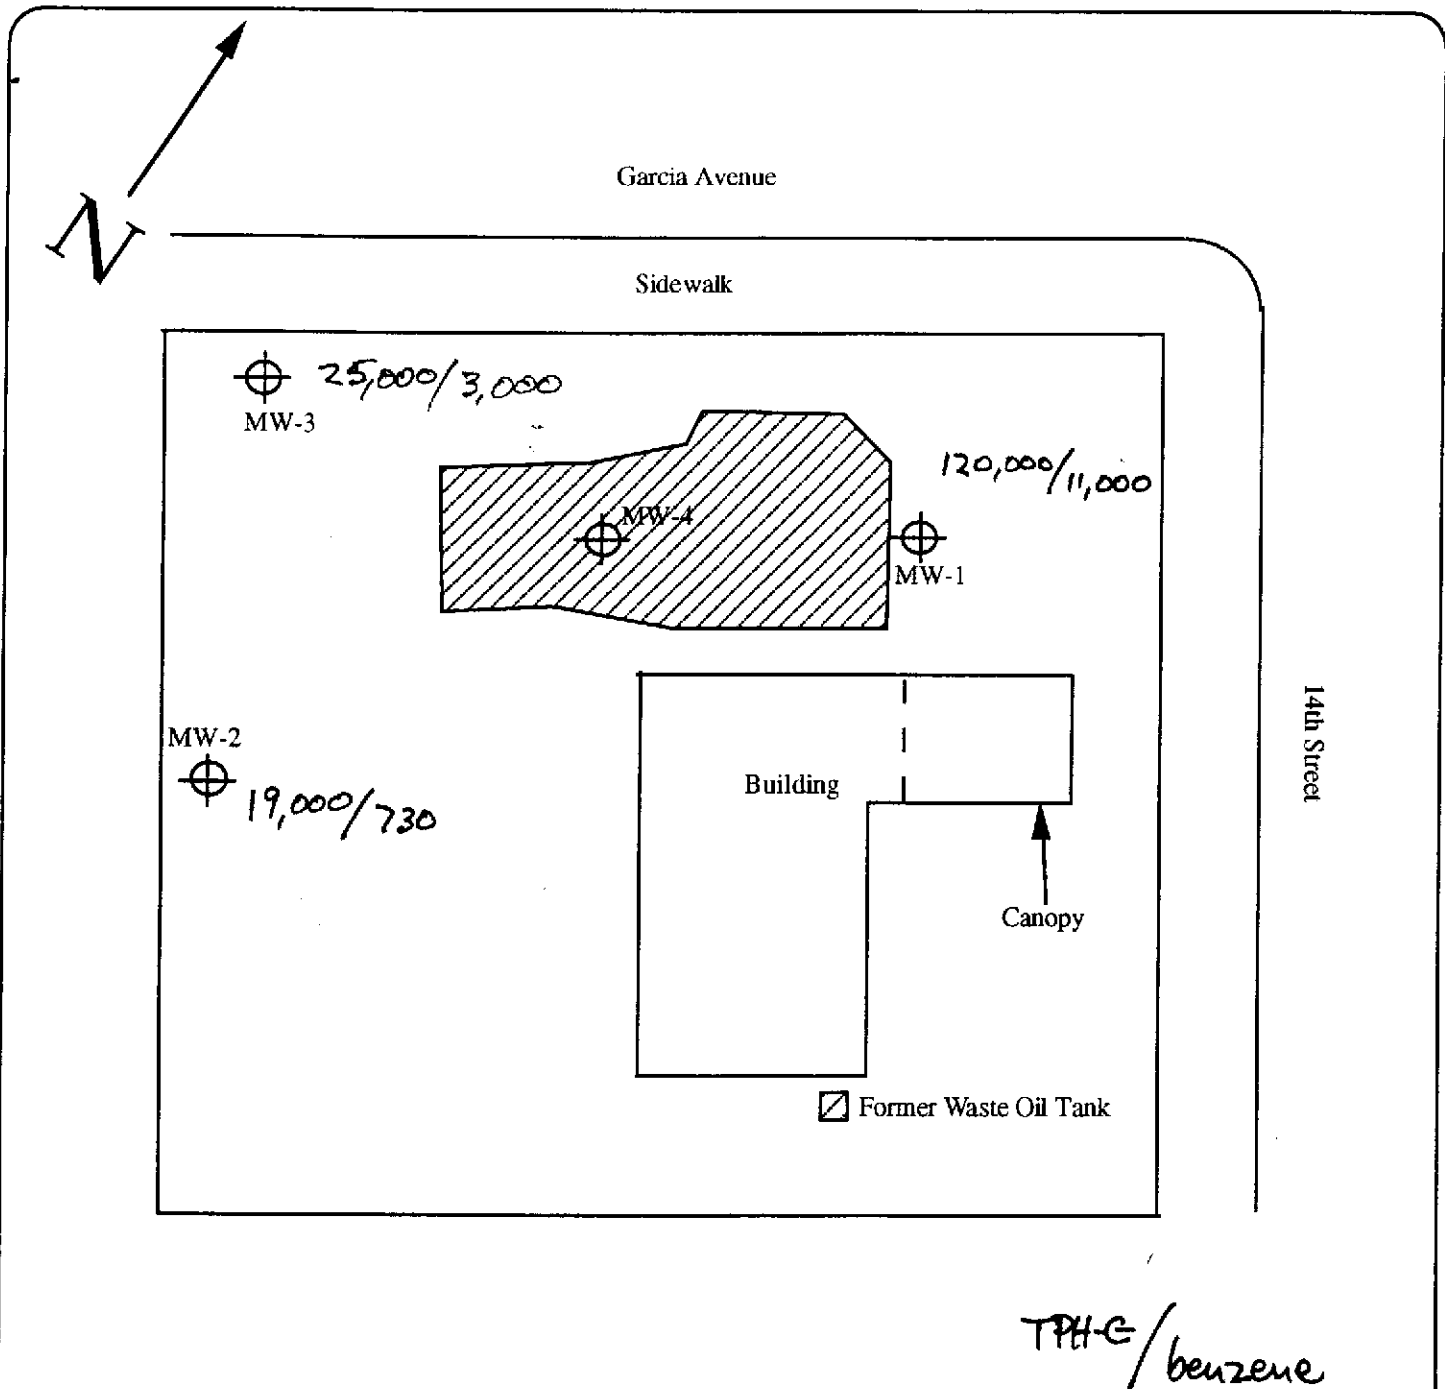 N
Garcia Avenue
Sidewalk
25,000/3,000
MW-3
120,000/11,000
MW-4
MW-1
14th Street
MW-2
19,000/730
Building
Canopy
Former Waste Oil Tank
TPH-G/benzene